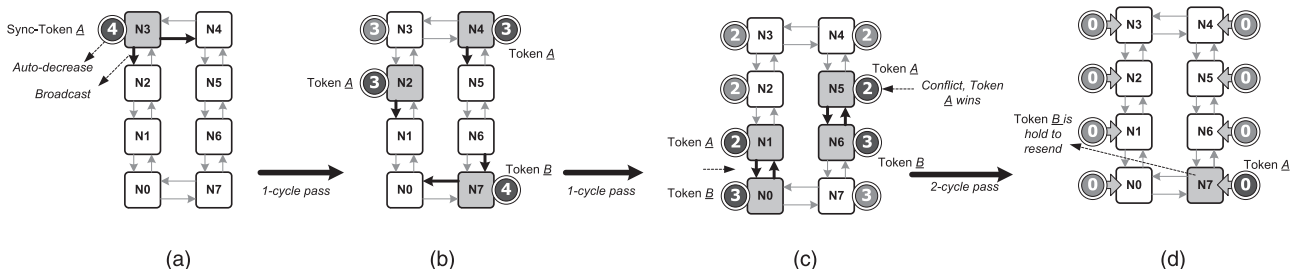 Sync-Token A
4 N3 N4
Auto-decrease
Broadcast
N2 N5
N1 N6
N0 N7
(a)
1-cycle pass
3 N3 N4 3
Token A
Token A
3 N2 N5
N1 N6
Token B
N0 N7 4
(b)
1-cycle pass
2 N3 N4 2
Token A
2 N2 N5 2
Conflict, Token
A wins
Token A
2 N1 N6 3
Token B
Token B
3 N0 N7 3
(c)
2-cycle pass
0 N3 N4 0
0 N2 N5 0
Token B is
hold to
resend
0 N1 N6 0
Token A
0 N0 N7 0
(d)